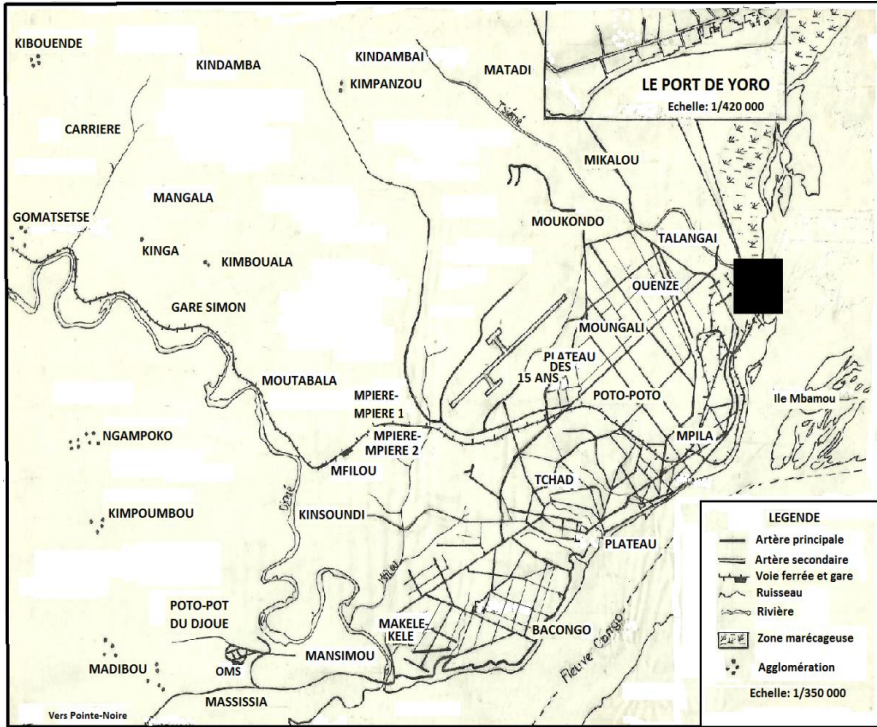 KIBOUENDE
KINDAMBA
KINDAMBAI
KIMPANZOU
MATADI
LE PORT DE YORO
Echelle: 1/420 000
CARRIERE
MIKALOU
MANGALA
MOUKONDO
GOMATSETSE
TALANGAI
KINGA
KIMBOUALA
OUENZE
GARE SIMON
MOUNGALI
PLATEAU
DES
15 ANS
MOUTABALA
MPIERE-
MPIERE 1
POTO-POTO
Ile Mbamou
MPIERE-
MPIERE 2
NGAMPOKO
MPILA
MFILOU
TCHAD
KINSOUNDI
KIMPOUMBOU
PLATEAU
LEGENDE
Artère principale
Artère secondaire
Voie ferrée et gare
Ruisseau
Rivière
Zone marécageuse
Agglomération
Echelle: 1/350 000
POTO-POT
DU DJOUE
MAKELE-
KELE
BACONGO
Fleuve Congo
MADIBOU
OMS
MANSIMOU
MASSISSIA
Vers Pointe-Noire